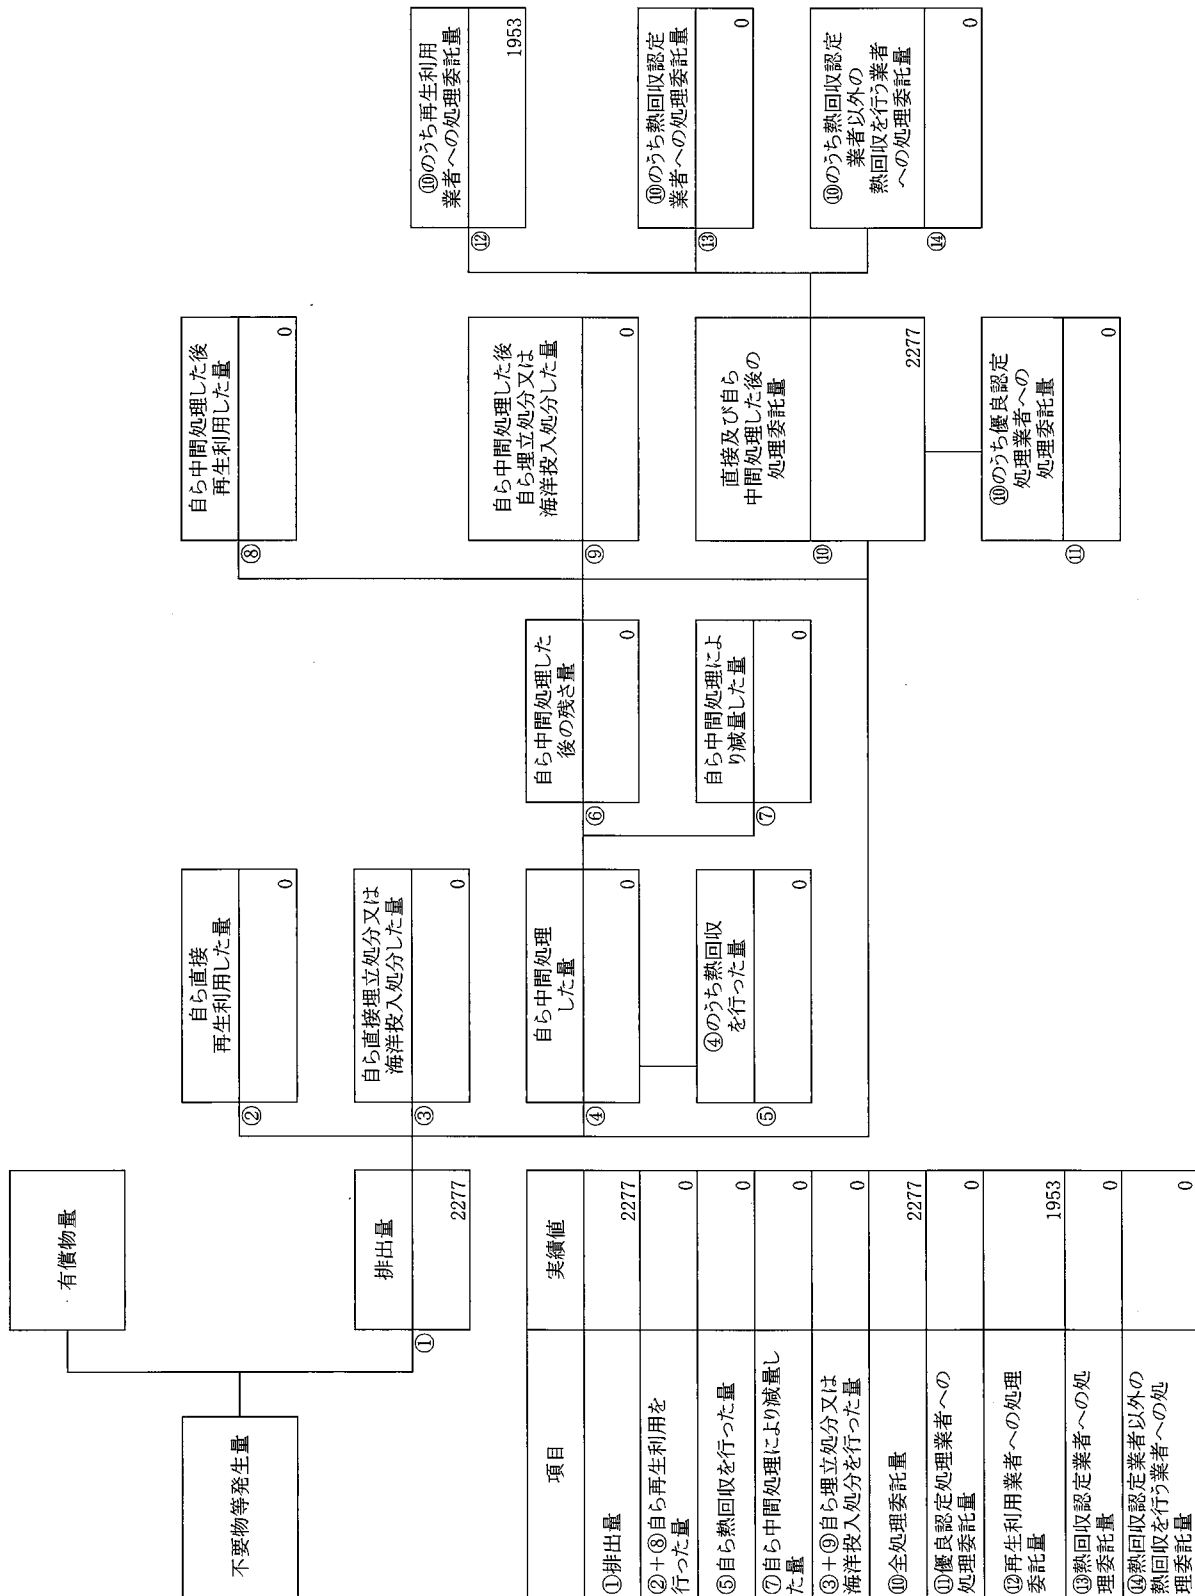 不要物等発生量
有償物量
排出量
①
2277
自ら直接
再生利用した量
②
0
自ら直接埋立処分又は
海洋投入処分した量
③
0
自ら中間処理
した量
④
0
④のうち熱回収
を行った量
⑤
0
自ら中間処理した
後の残さ量
⑥
0
自ら中間処理によ
り減量した量
⑦
0
自ら中間処理した後
再生利用した量
⑧
0
自ら中間処理した後
自ら埋立処分又は
海洋投入処分した量
⑨
0
直接及び自ら
中間処理した後の
処理委託量
⑩
2277
⑩のうち優良認定
処理業者への
処理委託量
⑪
0
⑩のうち再生利用
業者への処理委託量
⑫
1953
⑩のうち熱回収認定
業者への処理委託量
⑬
0
⑩のうち熱回収認定
業者以外の
熱回収を行う業者
への処理委託量
⑭
0
項目 実績値
①排出量 2277
②+⑧自ら再生利用を
行った量 0
⑤自ら熱回収を行った量 0
⑦自ら中間処理により減量し
た量 0
③+⑨自ら埋立処分又は
海洋投入処分を行った量 0
⑩全処理委託量 2277
⑪優良認定処理業者への
処理委託量 0
⑫再生利用業者への処理
委託量 1953
⑬熱回収認定業者への処
理委託量 0
⑭熱回収認定業者以外の
熱回収を行う業者への処
理委託量 0